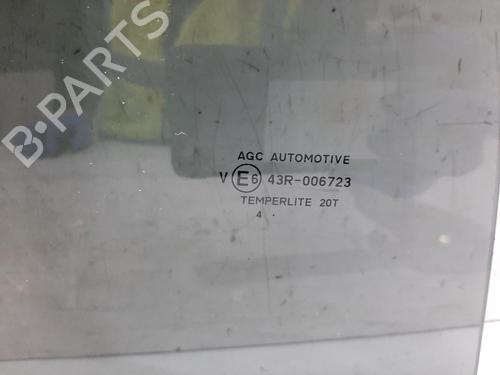 B-PARTS
AGC AUTOMOTIVE
V E6 43R-006723
TEMPERLITE 20T
4 .